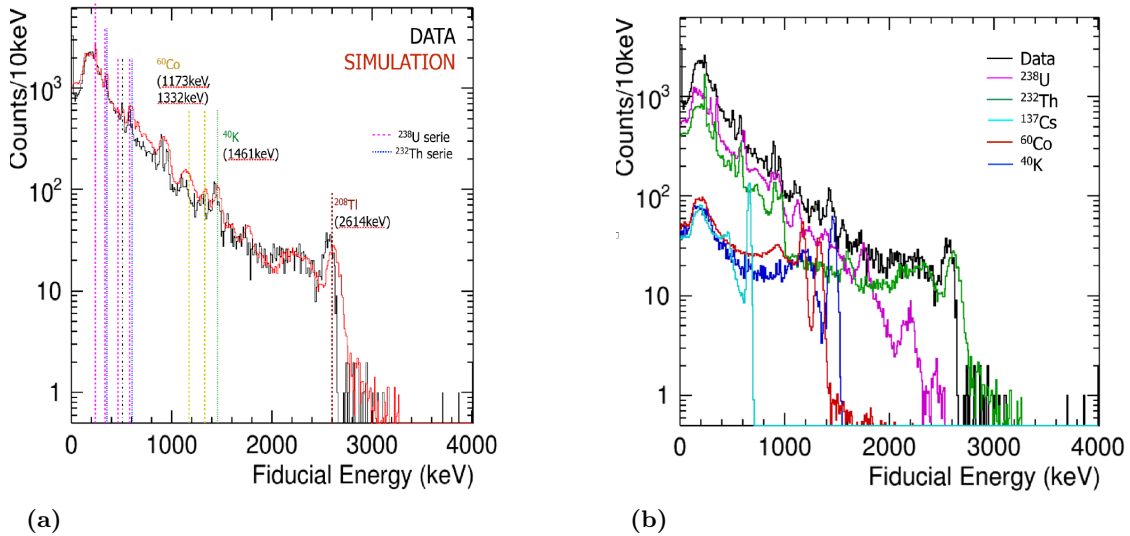 Counts/10keV
10³
10²
10
1
0
1000
2000
3000
4000
Fiducial Energy (keV)
DATA
SIMULATION
⁶⁰Co
(1173keV,
1332keV)
⁴⁰K
(1461keV)
²³⁸U serie
²³²Th serie
²⁰⁸Tl
(2614keV)
(a)
Counts/10keV
10³
10²
10
1
0
1000
2000
3000
4000
Fiducial Energy (keV)
Data
²³⁸U
²³²Th
¹³⁷Cs
⁶⁰Co
⁴⁰K
(b)